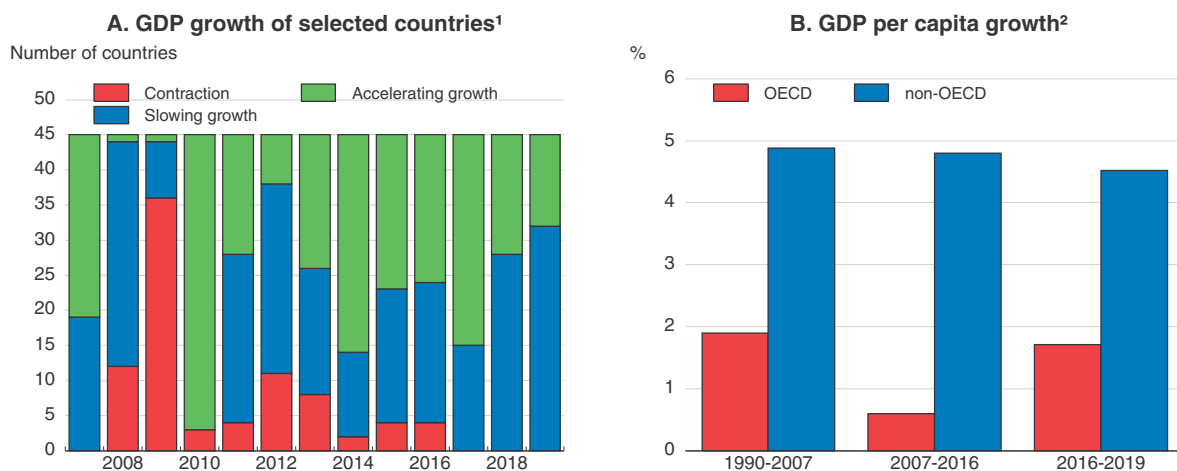 A. GDP growth of selected countries¹
Number of countries
Contraction
Accelerating growth
Slowing growth
50
45
40
35
30
25
20
15
10
5
0
2008 2010 2012 2014 2016 2018
B. GDP per capita growth²
%
OECD
non-OECD
6
5
4
3
2
1
0
1990-2007 2007-2016 2016-2019